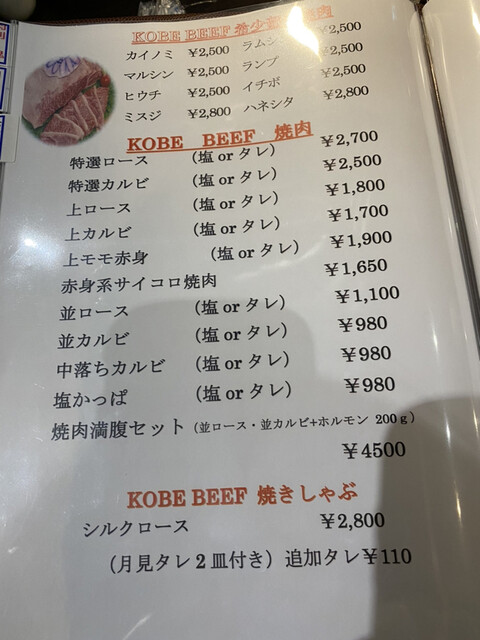 KOBE BEEF 希少部 焼肉
カイノミ ¥2,500 ラムシ ¥2,500
マルシン ¥2,500 ランプ ¥2,500
ヒウチ ¥2,500 イチボ ¥2,500
ミスジ ¥2,800 ハネシタ ¥2,800
KOBE BEEF 焼肉
特選ロース (塩 or タレ) ¥2,700
特選カルビ (塩 or タレ) ¥2,500
上ロース (塩 or タレ) ¥1,800
上カルビ (塩 or タレ) ¥1,700
上モモ赤身 (塩 or タレ) ¥1,900
赤身系サイコロ焼肉 ¥1,650
並ロース (塩 or タレ) ¥1,100
並カルビ (塩 or タレ) ¥980
中落ちカルビ (塩 or タレ) ¥980
塩かっぱ (塩 or タレ) ¥980
焼肉満腹セット (並ロース・並カルビ+ホルモン 200g)
¥4500
KOBE BEEF 焼きしゃぶ
シルクロース ¥2,800
(月見タレ2皿付き) 追加タレ¥110